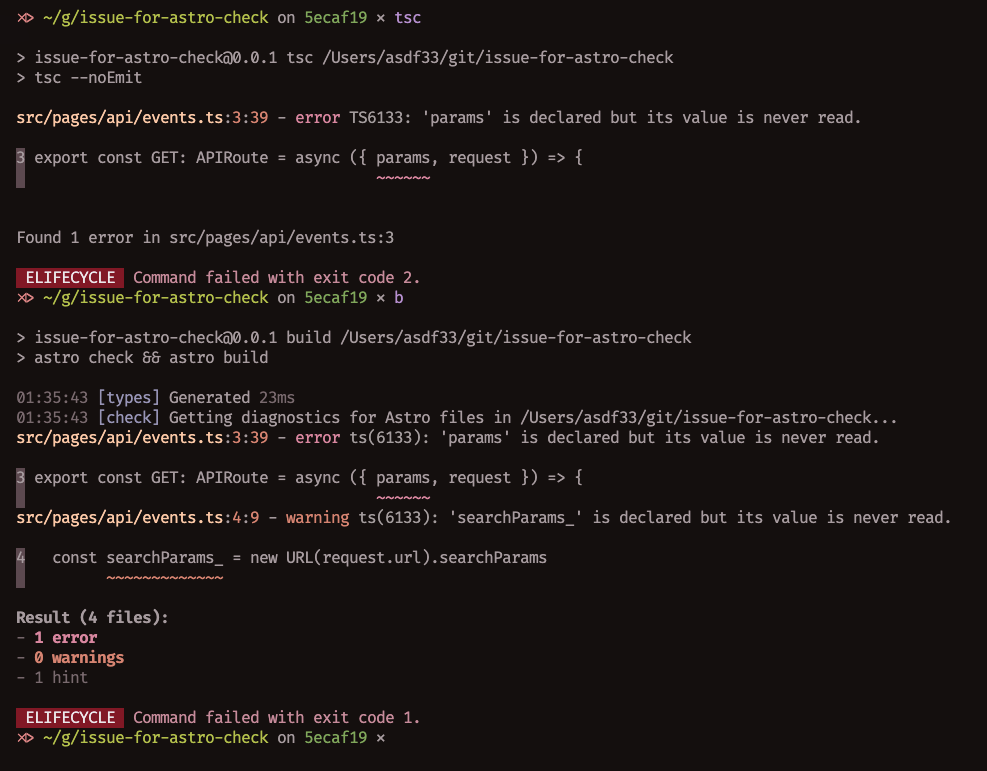 ⋊> ~/g/issue-for-astro-check on 5ecaf19 × tsc
> issue-for-astro-check@0.0.1 tsc /Users/asdf33/git/issue-for-astro-check
> tsc --noEmit
src/pages/api/events.ts:3:39 - error TS6133: 'params' is declared but its value is never read.
3 export const GET: APIRoute = async ({ params, request }) => {
~~~~~~
Found 1 error in src/pages/api/events.ts:3
ELIFECYCLE Command failed with exit code 2.
⋊> ~/g/issue-for-astro-check on 5ecaf19 × b
> issue-for-astro-check@0.0.1 build /Users/asdf33/git/issue-for-astro-check
> astro check && astro build
01:35:43 [types] Generated 23ms
01:35:43 [check] Getting diagnostics for Astro files in /Users/asdf33/git/issue-for-astro-check...
src/pages/api/events.ts:3:39 - error ts(6133): 'params' is declared but its value is never read.
3 export const GET: APIRoute = async ({ params, request }) => {
~~~~~~
src/pages/api/events.ts:4:9 - warning ts(6133): 'searchParams_' is declared but its value is never read.
4   const searchParams_ = new URL(request.url).searchParams
~~~~~~~~~~~~~
Result (4 files):
- 1 error
- 0 warnings
- 1 hint
ELIFECYCLE Command failed with exit code 1.
⋊> ~/g/issue-for-astro-check on 5ecaf19 ×